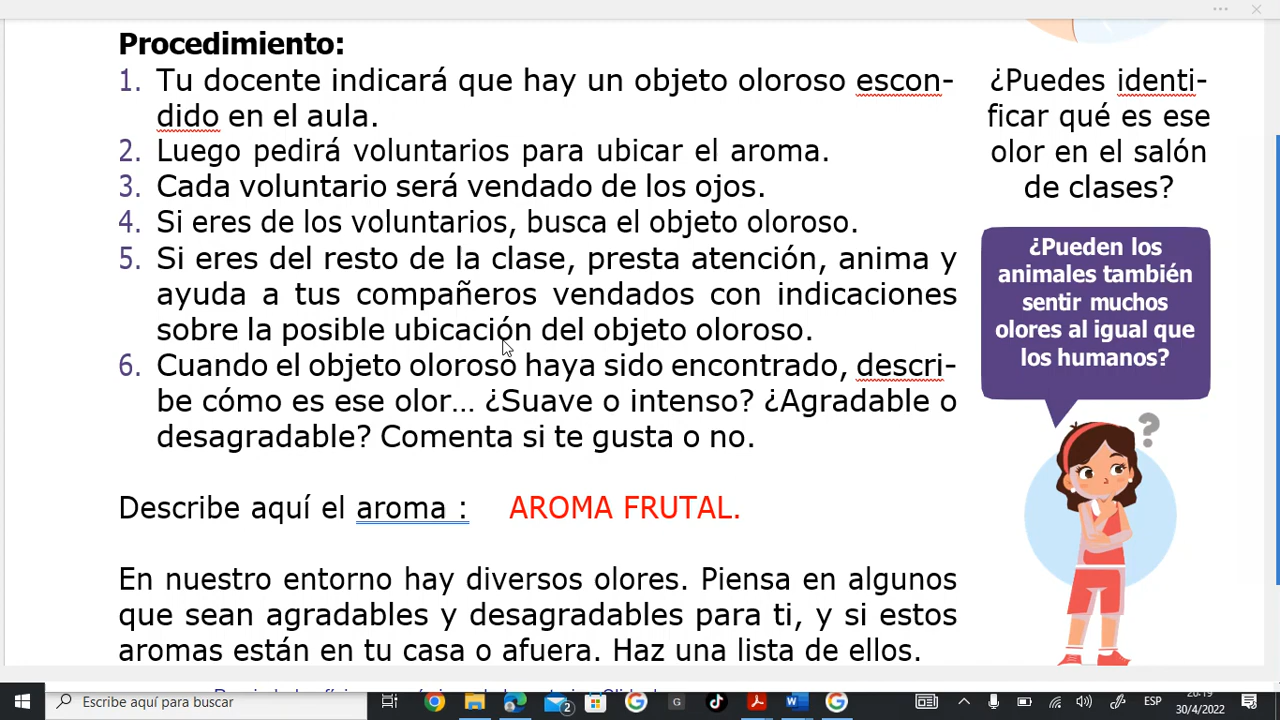 Procedimiento:
1. Tu docente indicará que hay un objeto oloroso escon-
dido en el aula.
2. Luego pedirá voluntarios para ubicar el aroma.
3. Cada voluntario será vendado de los ojos.
4. Si eres de los voluntarios, busca el objeto oloroso.
5. Si eres del resto de la clase, presta atención, anima y
ayuda a tus compañeros vendados con indicaciones
sobre la posible ubicación del objeto oloroso.
6. Cuando el objeto oloroso haya sido encontrado, descri-
be cómo es ese olor... ¿Suave o intenso? ¿Agradable o
desagradable? Comenta si te gusta o no.
Describe aquí el aroma : AROMA FRUTAL.
En nuestro entorno hay diversos olores. Piensa en algunos
que sean agradables y desagradables para ti, y si estos
aromas están en tu casa o afuera. Haz una lista de ellos.
¿Puedes identi-
ficar qué es ese
olor en el salón
de clases?
¿Pueden los
animales también
sentir muchos
olores al igual que
los humanos?
?
Escribe aquí para buscar
2
G
ESP
20:19
30/4/2022